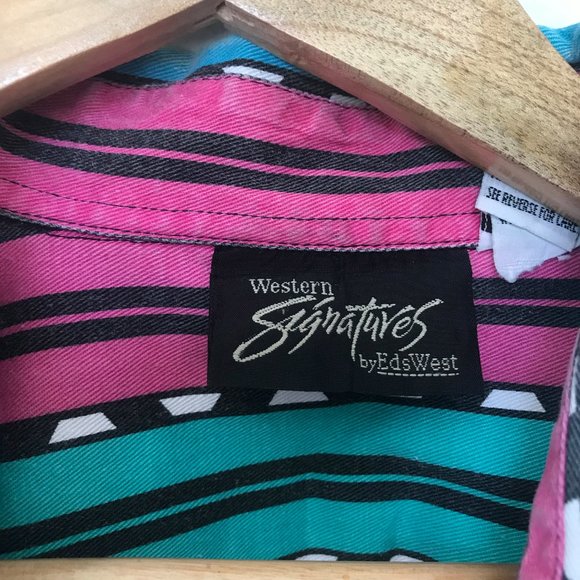 SEE REVERSE FOR CARE
Western
Signatures
by EdsWest